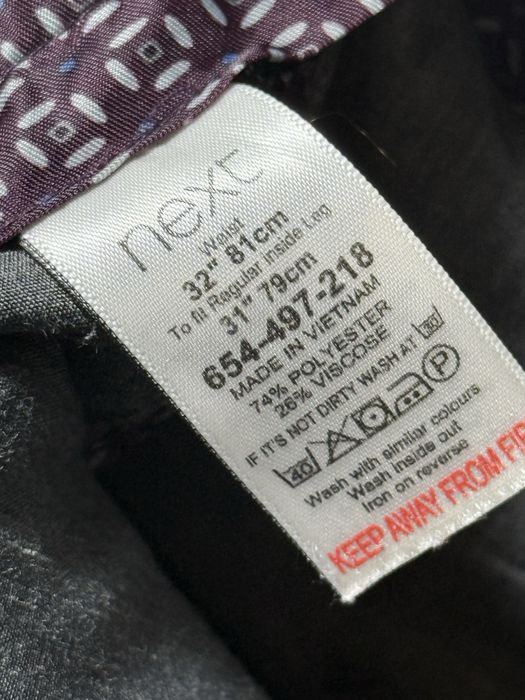 next
Waist
32" 81cm
To fit Regular Inside Leg
31" 79cm
654-497-218
MADE IN VIETNAM
74% POLYESTER
26% VISCOSE
IF IT'S NOT DIRTY WASH AT 30
40 P
Wash with similar colours
Wash inside out
Iron on reverse
KEEP AWAY FROM FIR